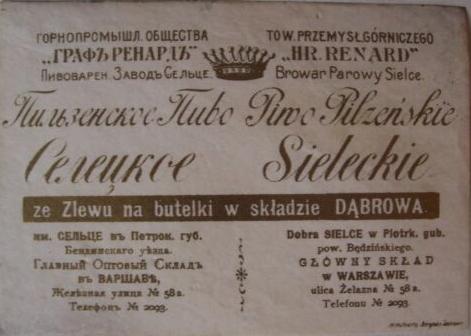 ГОРНОПРОМЫШЛ. ОБЩЕСТВА
„ГРАФЪ РЕНАРДЪ“
Пивоварен. Заводъ Сельце.
TOW. PRZEMYSŁ. GÓRNICZEGO
„HR. RENARD“
Browar Parowy Sielce.
Пильзенское Пиво Piwo Pilzeńskie
Селецкое Sieleckie
ze Zlewu na butelki w składzie DĄBROWA.
им. СЕЛЬЦЕ въ Петрок. губ.
Бендинскаго уѣзда.
Главный Оптовый Складъ
въ ВАРШАВѢ,
Желѣзная улица № 58 а.
Телефонъ № 2093.
Dobra SIELCE w Piotrk. gub.
pow. Będzińskiego.
GŁÓWNY SKŁAD
w WARSZAWIE,
ulica Żelazna № 58 a.
Telefonu № 2093.